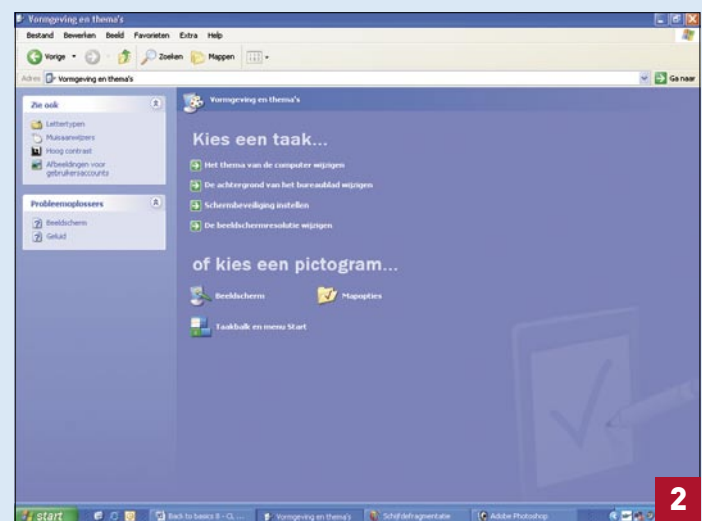 Vormgeving en thema's
Bestand Bewerken Beeld Favorieten Extra Help
Vorige Zoeken Mappen
Adres Vormgeving en thema's Ga naar
Zie ook
Lettertypen
Muisaanwijzers
Hoog contrast
Afbeeldingen voor
gebruikersaccounts
Probleemoplossers
Beeldscherm
Geluid
Vormgeving en thema's
Kies een taak...
Het thema van de computer wijzigen
De achtergrond van het bureaublad wijzigen
Schermbeveiliging instellen
De beeldschermresolutie wijzigen
of kies een pictogram...
Beeldscherm Mapopties
Taakbalk en menu Start
start Back to basics 8 - CL ... Vormgeving en thema's Schijfdefragmentatie Adobe Photoshop
2